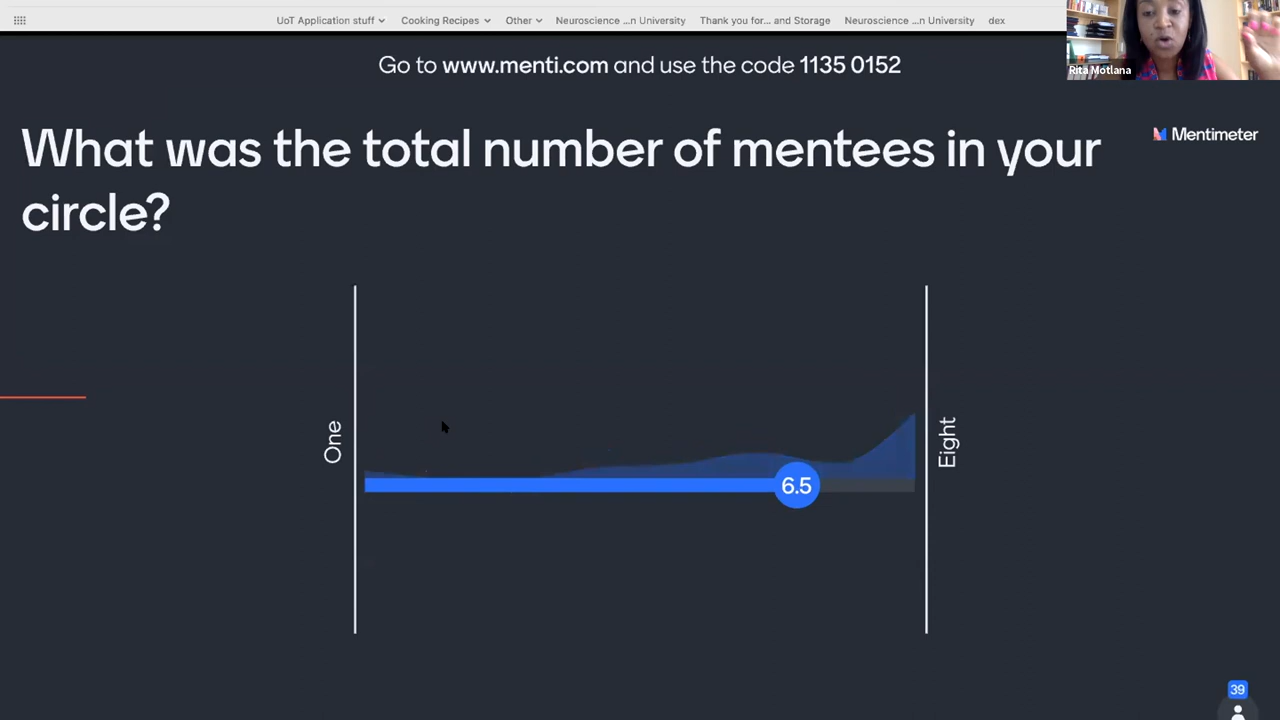 UoT Application stuff Cooking Recipes Other Neuroscience ...n University Thank you for... and Storage Neuroscience ...n University dex
Go to www.menti.com and use the code 1135 0152
Rita Motlana
What was the total number of mentees in your
circle?
Mentimeter
One
6.5
Eight
39